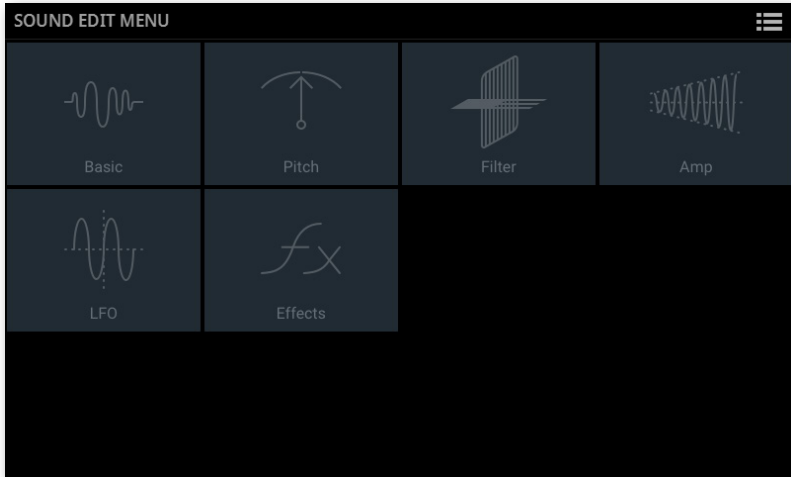 SOUND EDIT MENU
Basic
Pitch
Filter
Amp
LFO
Effects